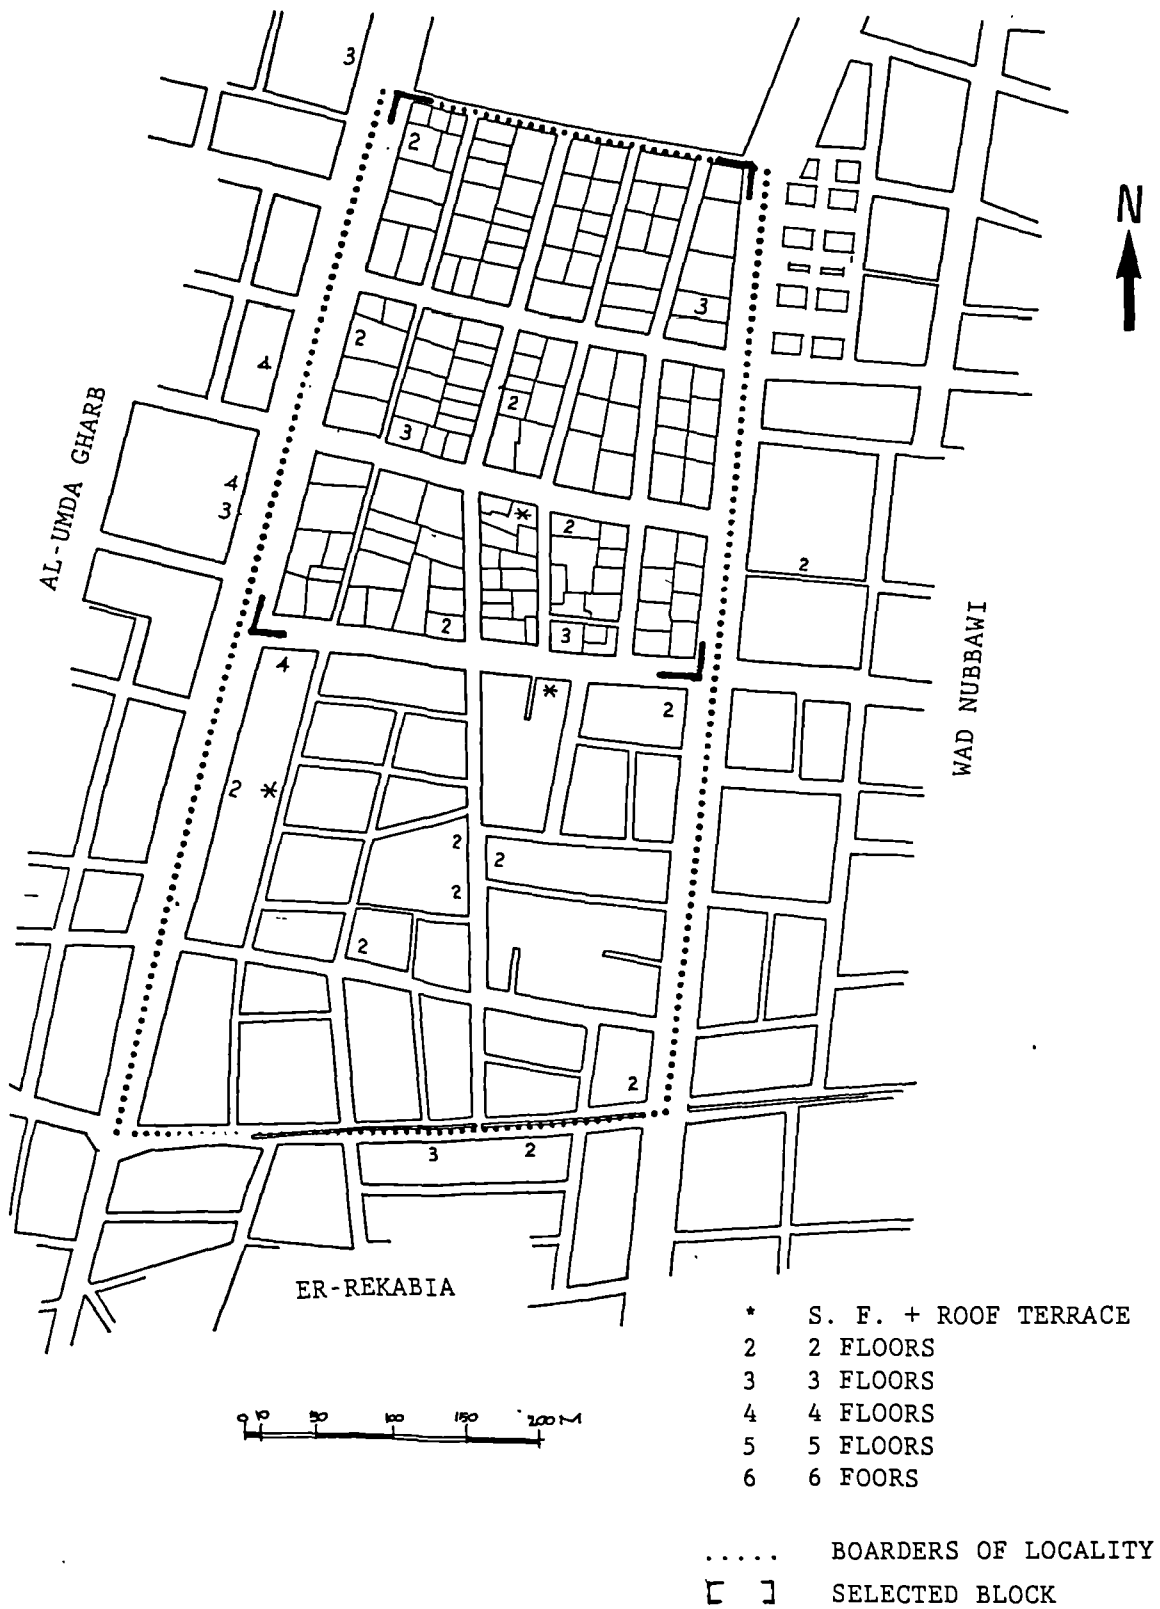 3
2
N
3
2
4
2
3
AL-UMDA GHARB
4
3
*
2
2
WAD NUBBAWI
2
3
4
*
2
2 *
2
2
2
2
2
3 2
ER-REKABIA
* S. F. + ROOF TERRACE
2 2 FLOORS
3 3 FLOORS
4 4 FLOORS
5 5 FLOORS
6 6 FOORS
0 10 50 100 150 200 M
..... BOARDERS OF LOCALITY
[ ] SELECTED BLOCK